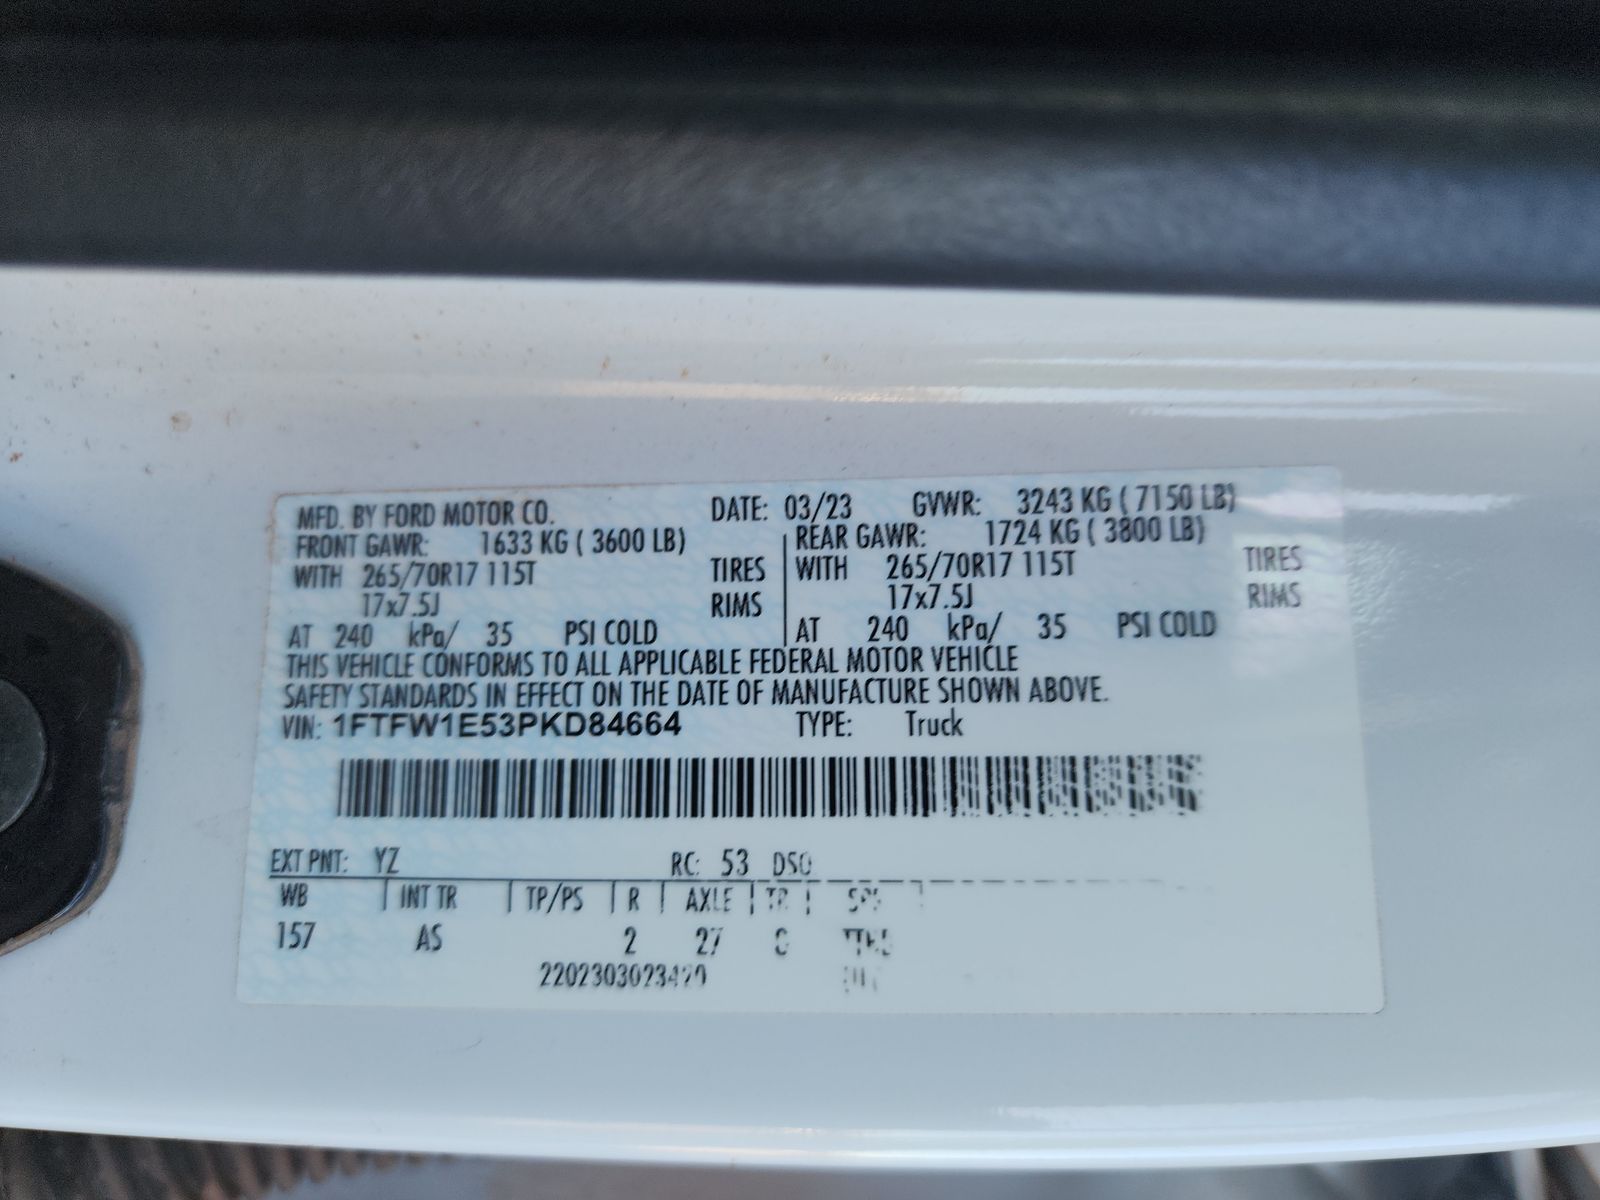 MFD. BY FORD MOTOR CO. DATE: 03/23 GVWR: 3243 KG ( 7150 LB)
FRONT GAWR: 1633 KG ( 3600 LB) REAR GAWR: 1724 KG ( 3800 LB)
WITH 265/70R17 115T TIRES WITH 265/70R17 115T TIRES
17x7.5J RIMS 17x7.5J RIMS
AT 240 kPa/ 35 PSI COLD AT 240 kPa/ 35 PSI COLD
THIS VEHICLE CONFORMS TO ALL APPLICABLE FEDERAL MOTOR VEHICLE
SAFETY STANDARDS IN EFFECT ON THE DATE OF MANUFACTURE SHOWN ABOVE.
VIN: 1FTFW1E53PKD84664 TYPE: Truck
EXT PNT: YZ RC: 53 DSO
WB INT TR TP/PS R AXLE TR
157 AS 2 27